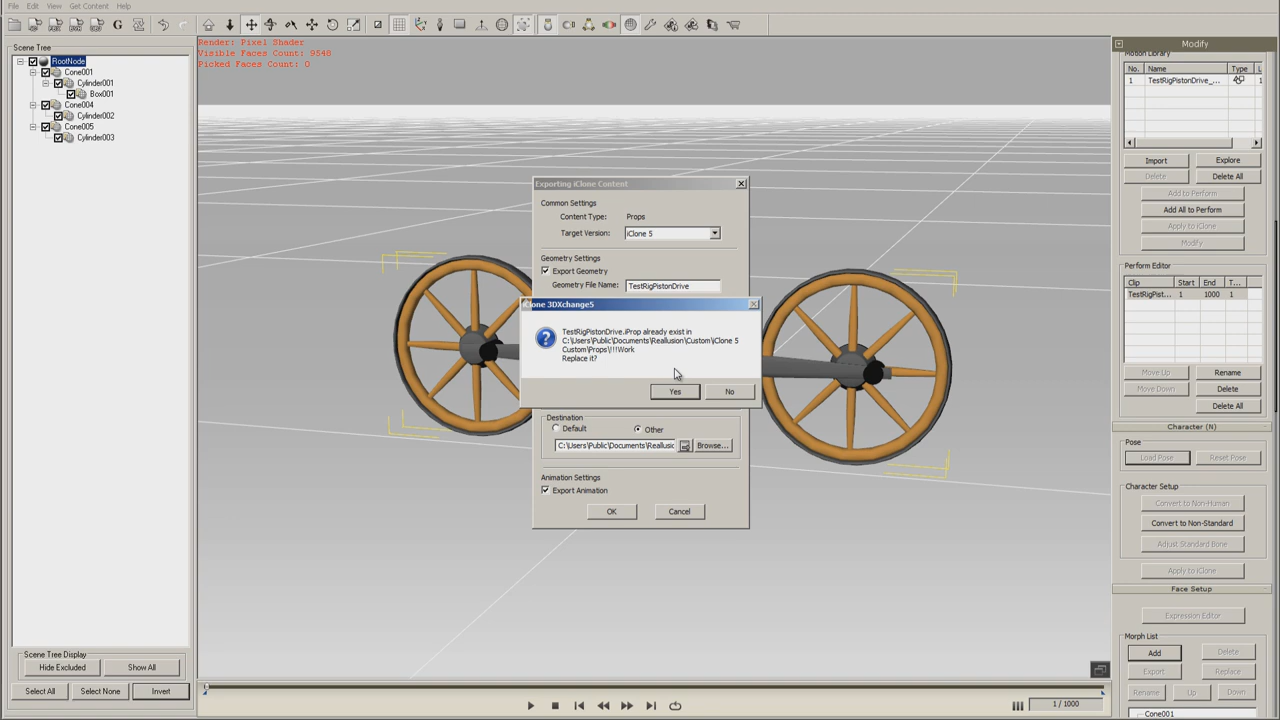 File Edit View Get Content Help
G
Scene Tree
RootNode
Cone001
Cylinder001
Box001
Cone004
Cylinder002
Cone005
Cylinder003
Scene Tree Display
Hide Excluded Show All
Select All Select None Invert
Render: Pixel Shader
Visible Faces Count: 9548
Picked Faces Count: 0
Exporting iClone Content
Common Settings
Content Type: Props
Target Version: iClone 5
Geometry Settings
Export Geometry
Geometry File Name: TestRigPistonDrive
iClone 3DXchange5
TestRigPistonDrive.iProp already exist in
C:\Users\Public\Documents\Reallusion\Custom\iClone 5
Custom\Props\!!!Work
Replace it?
Yes No
Destination
Default Other
C:\Users\Public\Documents\Reallusic Browse...
Animation Settings
Export Animation
OK Cancel
1 / 1000
Modify
Motion Library
No. Name Type L
1 TestRigPistonDrive_... 1
Import Explore
Delete Delete All
Add to Perform
Add All to Perform
Apply to iClone
Modify
Perform Editor
Clip Start End T...
TestRigPist... 1 1000 1
Move Up Rename
Move Down Delete
Delete All
Character (N)
Pose
Load Pose Reset Pose
Character Setup
Convert to Non-Human
Convert to Non-Standard
Adjust Standard Bone
Apply to iClone
Face Setup
Expression Editor
Morph List
Add Delete
Export Replace
Rename Up Down
Cone001